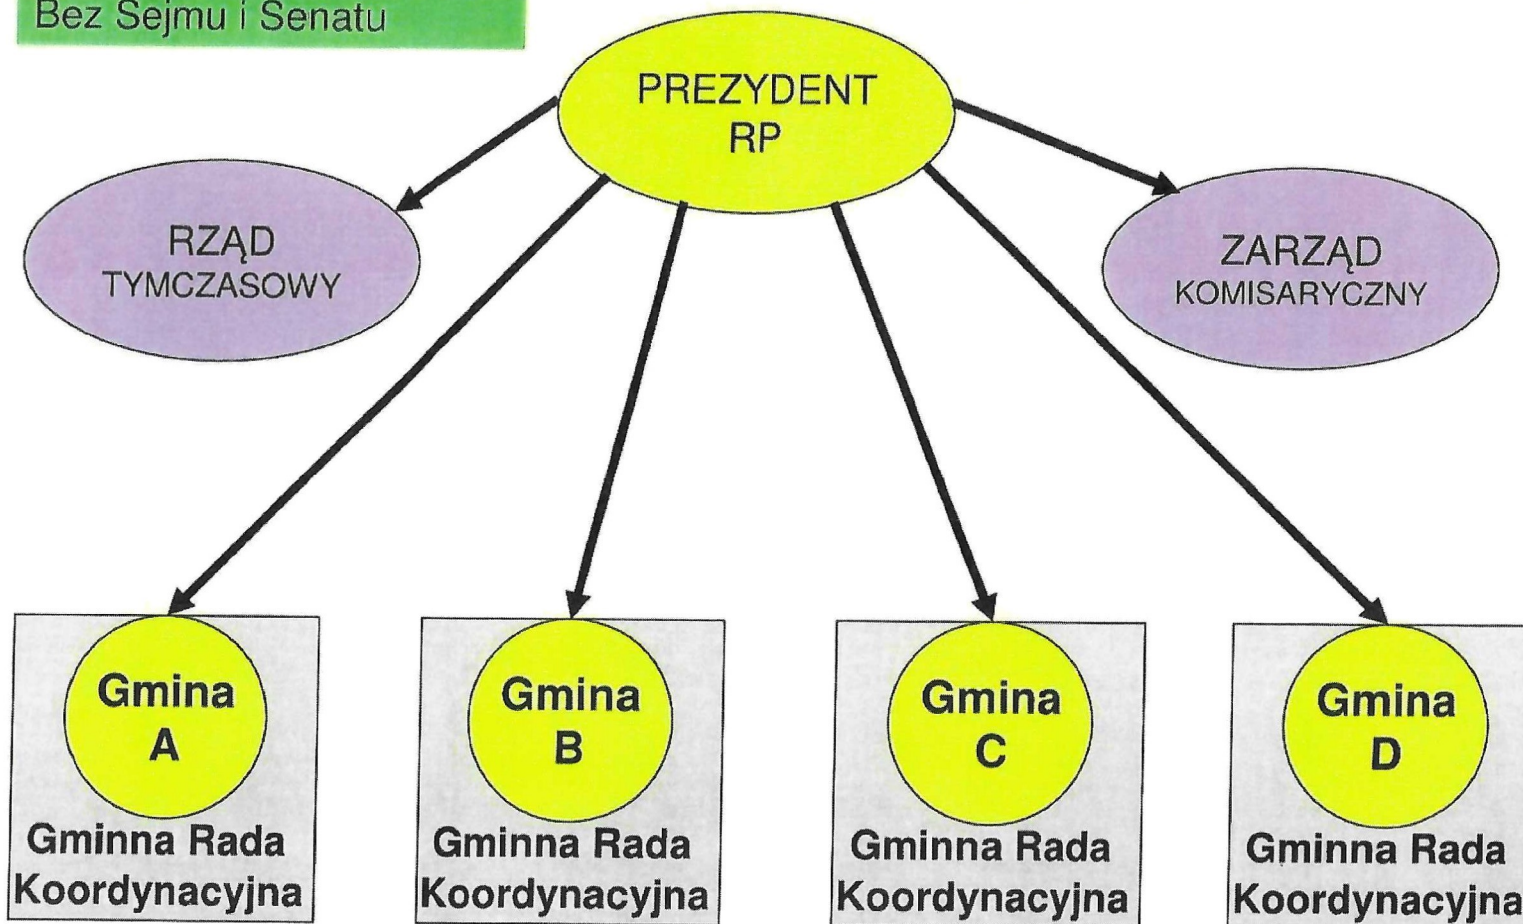 Bez Sejmu i Senatu
PREZYDENT
RP
RZĄD
TYMCZASOWY
ZARZĄD
KOMISARYCZNY
Gmina
A
Gminna Rada
Koordynacyjna
Gmina
B
Gminna Rada
Koordynacyjna
Gmina
C
Gminna Rada
Koordynacyjna
Gmina
D
Gminna Rada
Koordynacyjna